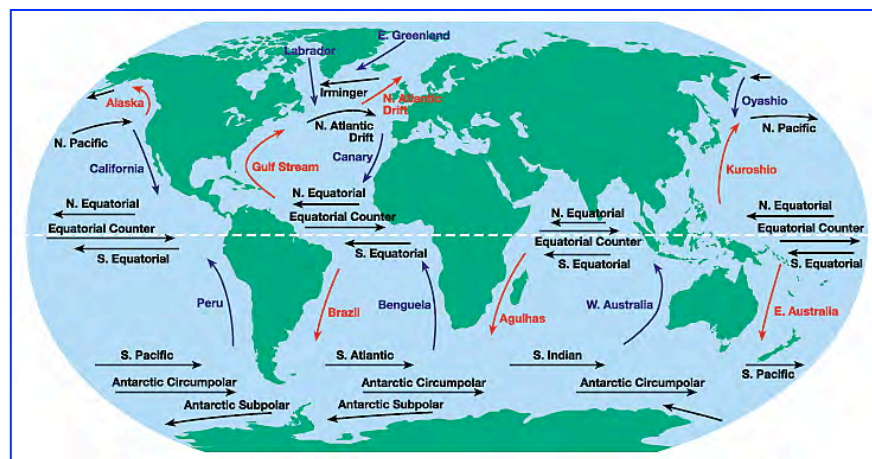 E. Greenland
Labrador
Irminger
Alaska
N. Atlantic
Drift
Oyashio
N. Pacific
N. Atlantic
Drift
N. Pacific
California
Gulf Stream
Canary
Kuroshio
N. Equatorial
N. Equatorial
N. Equatorial
N. Equatorial
Equatorial Counter
Equatorial Counter
Equatorial Counter
Equatorial Counter
S. Equatorial
S. Equatorial
S. Equatorial
S. Equatorial
Peru
Brazil
Benguela
Agulhas
W. Australia
E. Australia
S. Pacific
S. Atlantic
S. Indian
S. Pacific
Antarctic Circumpolar
Antarctic Circumpolar
Antarctic Circumpolar
Antarctic Subpolar
Antarctic Subpolar